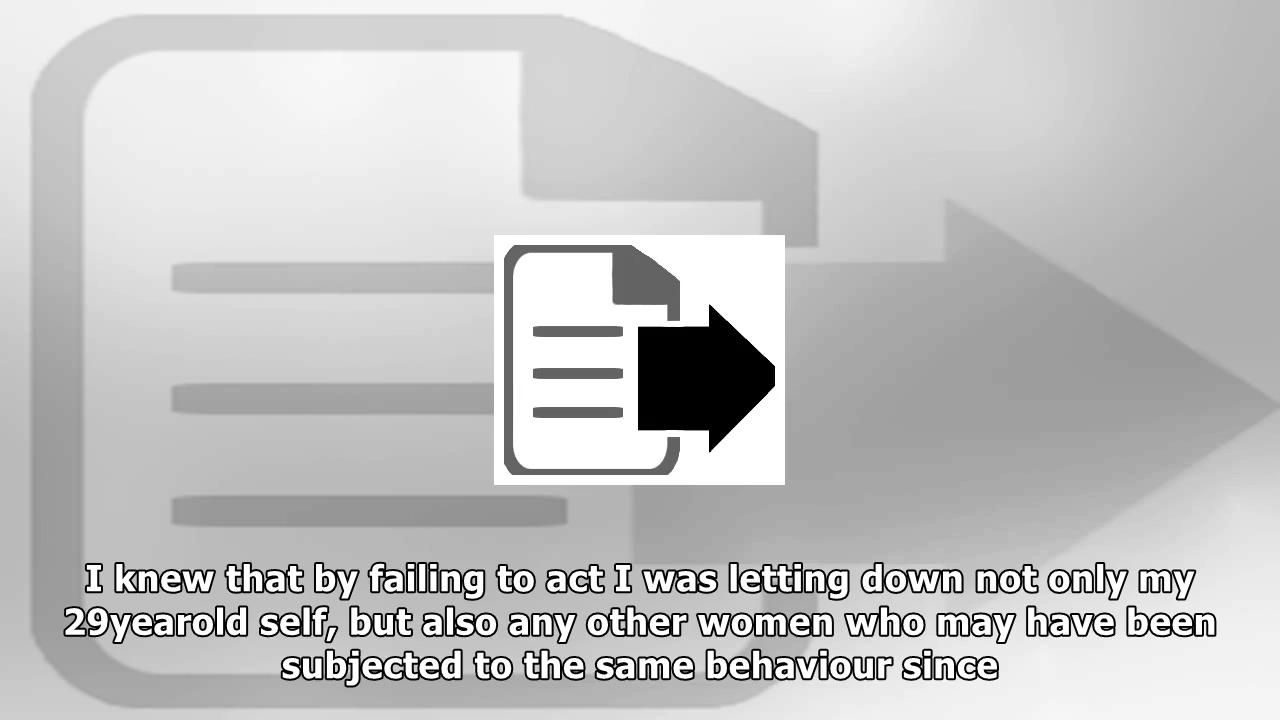 I knew that by failing to act I was letting down not only my
29yearold self, but also any other women who may have been
subjected to the same behaviour since